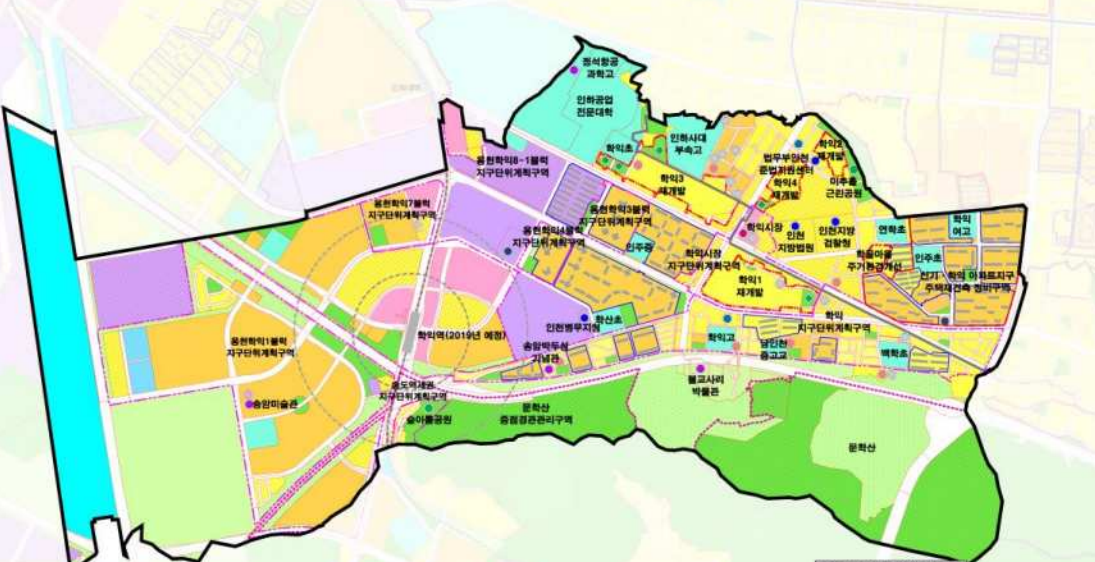 정석항공
과학고
인하공업
전문대학
학익초
인하사대
부속고
법무부인천
준법지원센터
학익2
재개발
학익4
재개발
미추홀
근린공원
용현학익6-1블럭
지구단위계획구역
학익3
재개발
용현학익7블럭
지구단위계획구역
용현학익3블럭
지구단위계획구역
용현학익4블럭
지구단위계획구역
인주중
학익시장
인천
지방법원
인천지방
검찰청
연학초
학익
여고
학익시장
지구단위계획구역
학골마을
주거환경개선
인주초
신기·학익 아파트지구
주택재건축 정비구역
학익1
재개발
인천병무지청
학산초
학익
지구단위계획구역
학익역(2019년 예정)
용현학익1블럭
지구단위계획구역
송암박두성
기념관
학익고
남인천
중고교
백학초
송도역세권
지구단위계획구역
불교사리
박물관
송암미술관
술아름공원
문학산
중점경관관리구역
문학산